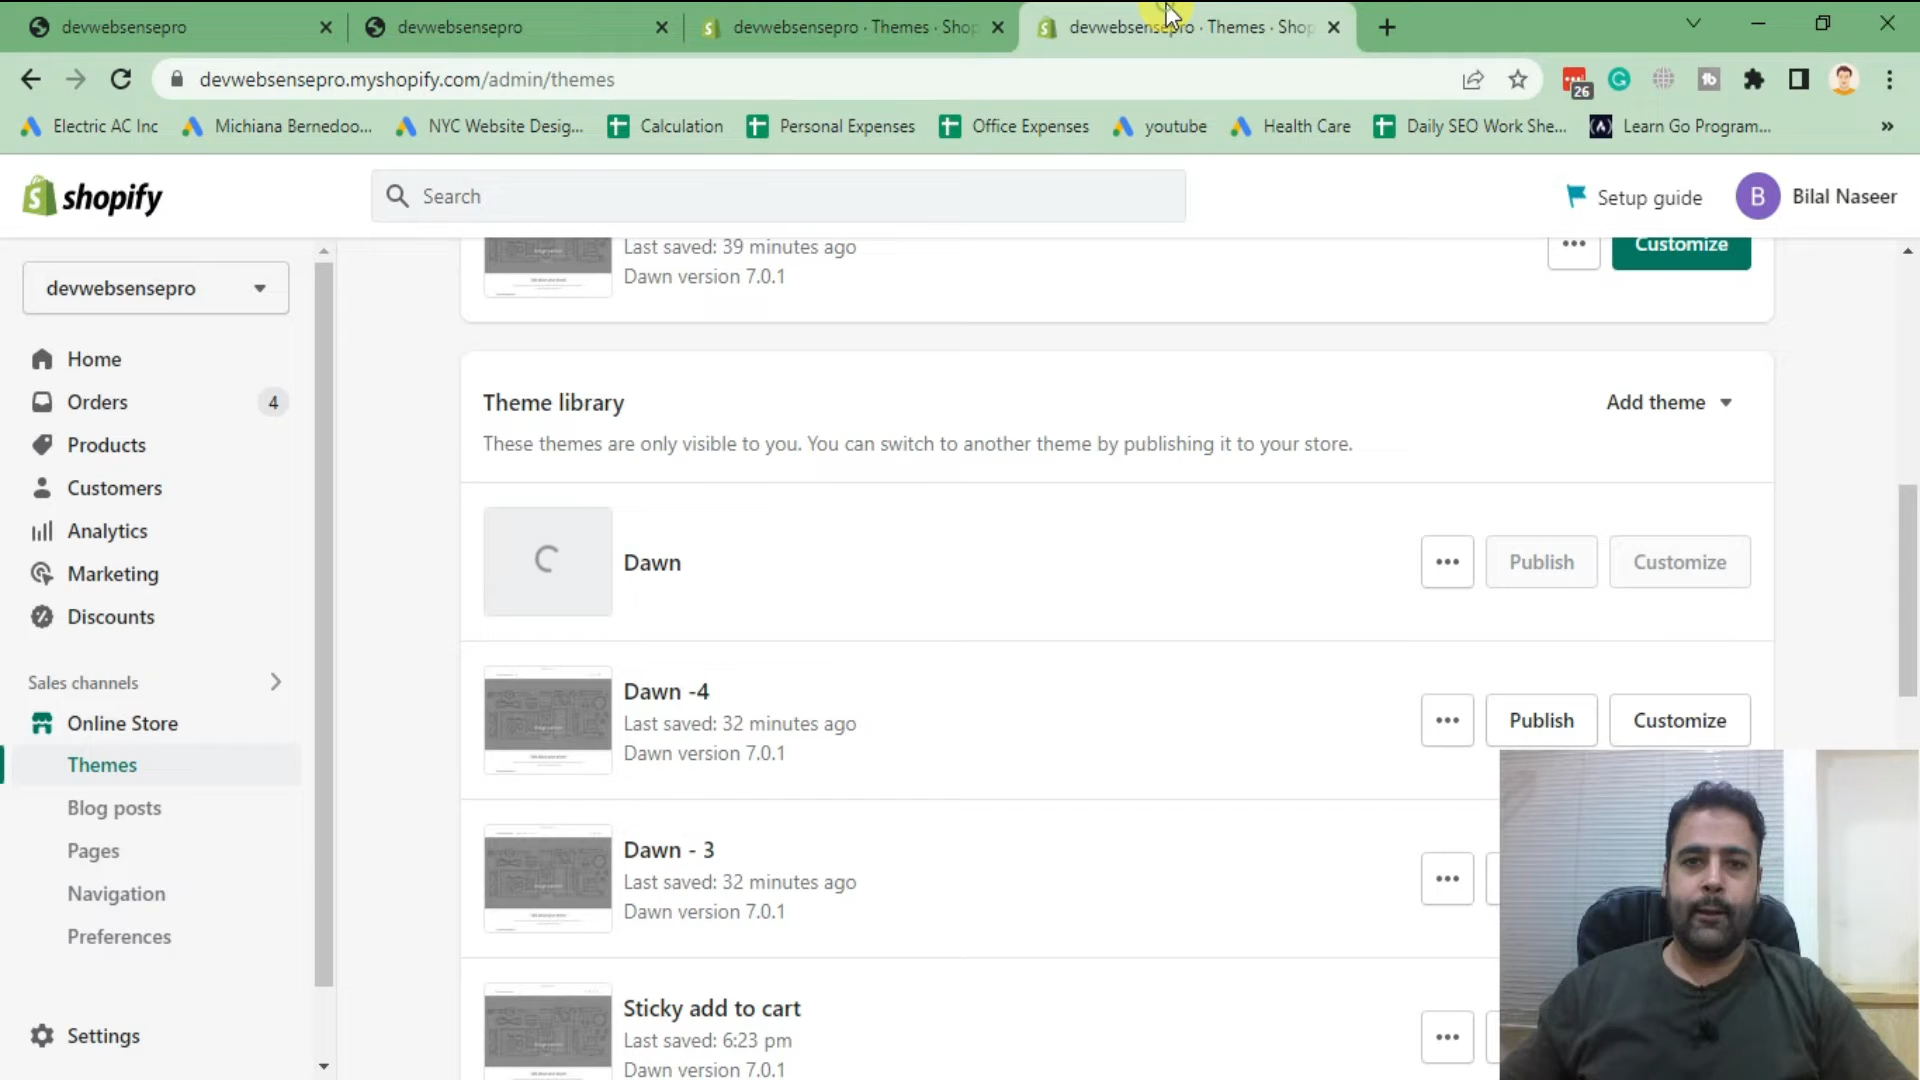 devwebsensepro
devwebsensepro
devwebsensepro · Themes · Shop
devwebsensepro · Themes · Shop
devwebsensepro.myshopify.com/admin/themes
26
Electric AC Inc
Michiana Bernedoo...
NYC Website Desig...
Calculation
Personal Expenses
Office Expenses
youtube
Health Care
Daily SEO Work She...
Learn Go Program...
shopify
Search
Setup guide
B
Bilal Naseer
devwebsensepro
Home
Orders
4
Products
Customers
Analytics
Marketing
Discounts
Sales channels
Online Store
Themes
Blog posts
Pages
Navigation
Preferences
Settings
Last saved: 39 minutes ago
Dawn version 7.0.1
Customize
Theme library
Add theme
These themes are only visible to you. You can switch to another theme by publishing it to your store.
Dawn
Publish
Customize
Dawn -4
Last saved: 32 minutes ago
Dawn version 7.0.1
Publish
Customize
Dawn - 3
Last saved: 32 minutes ago
Dawn version 7.0.1
Sticky add to cart
Last saved: 6:23 pm
Dawn version 7.0.1